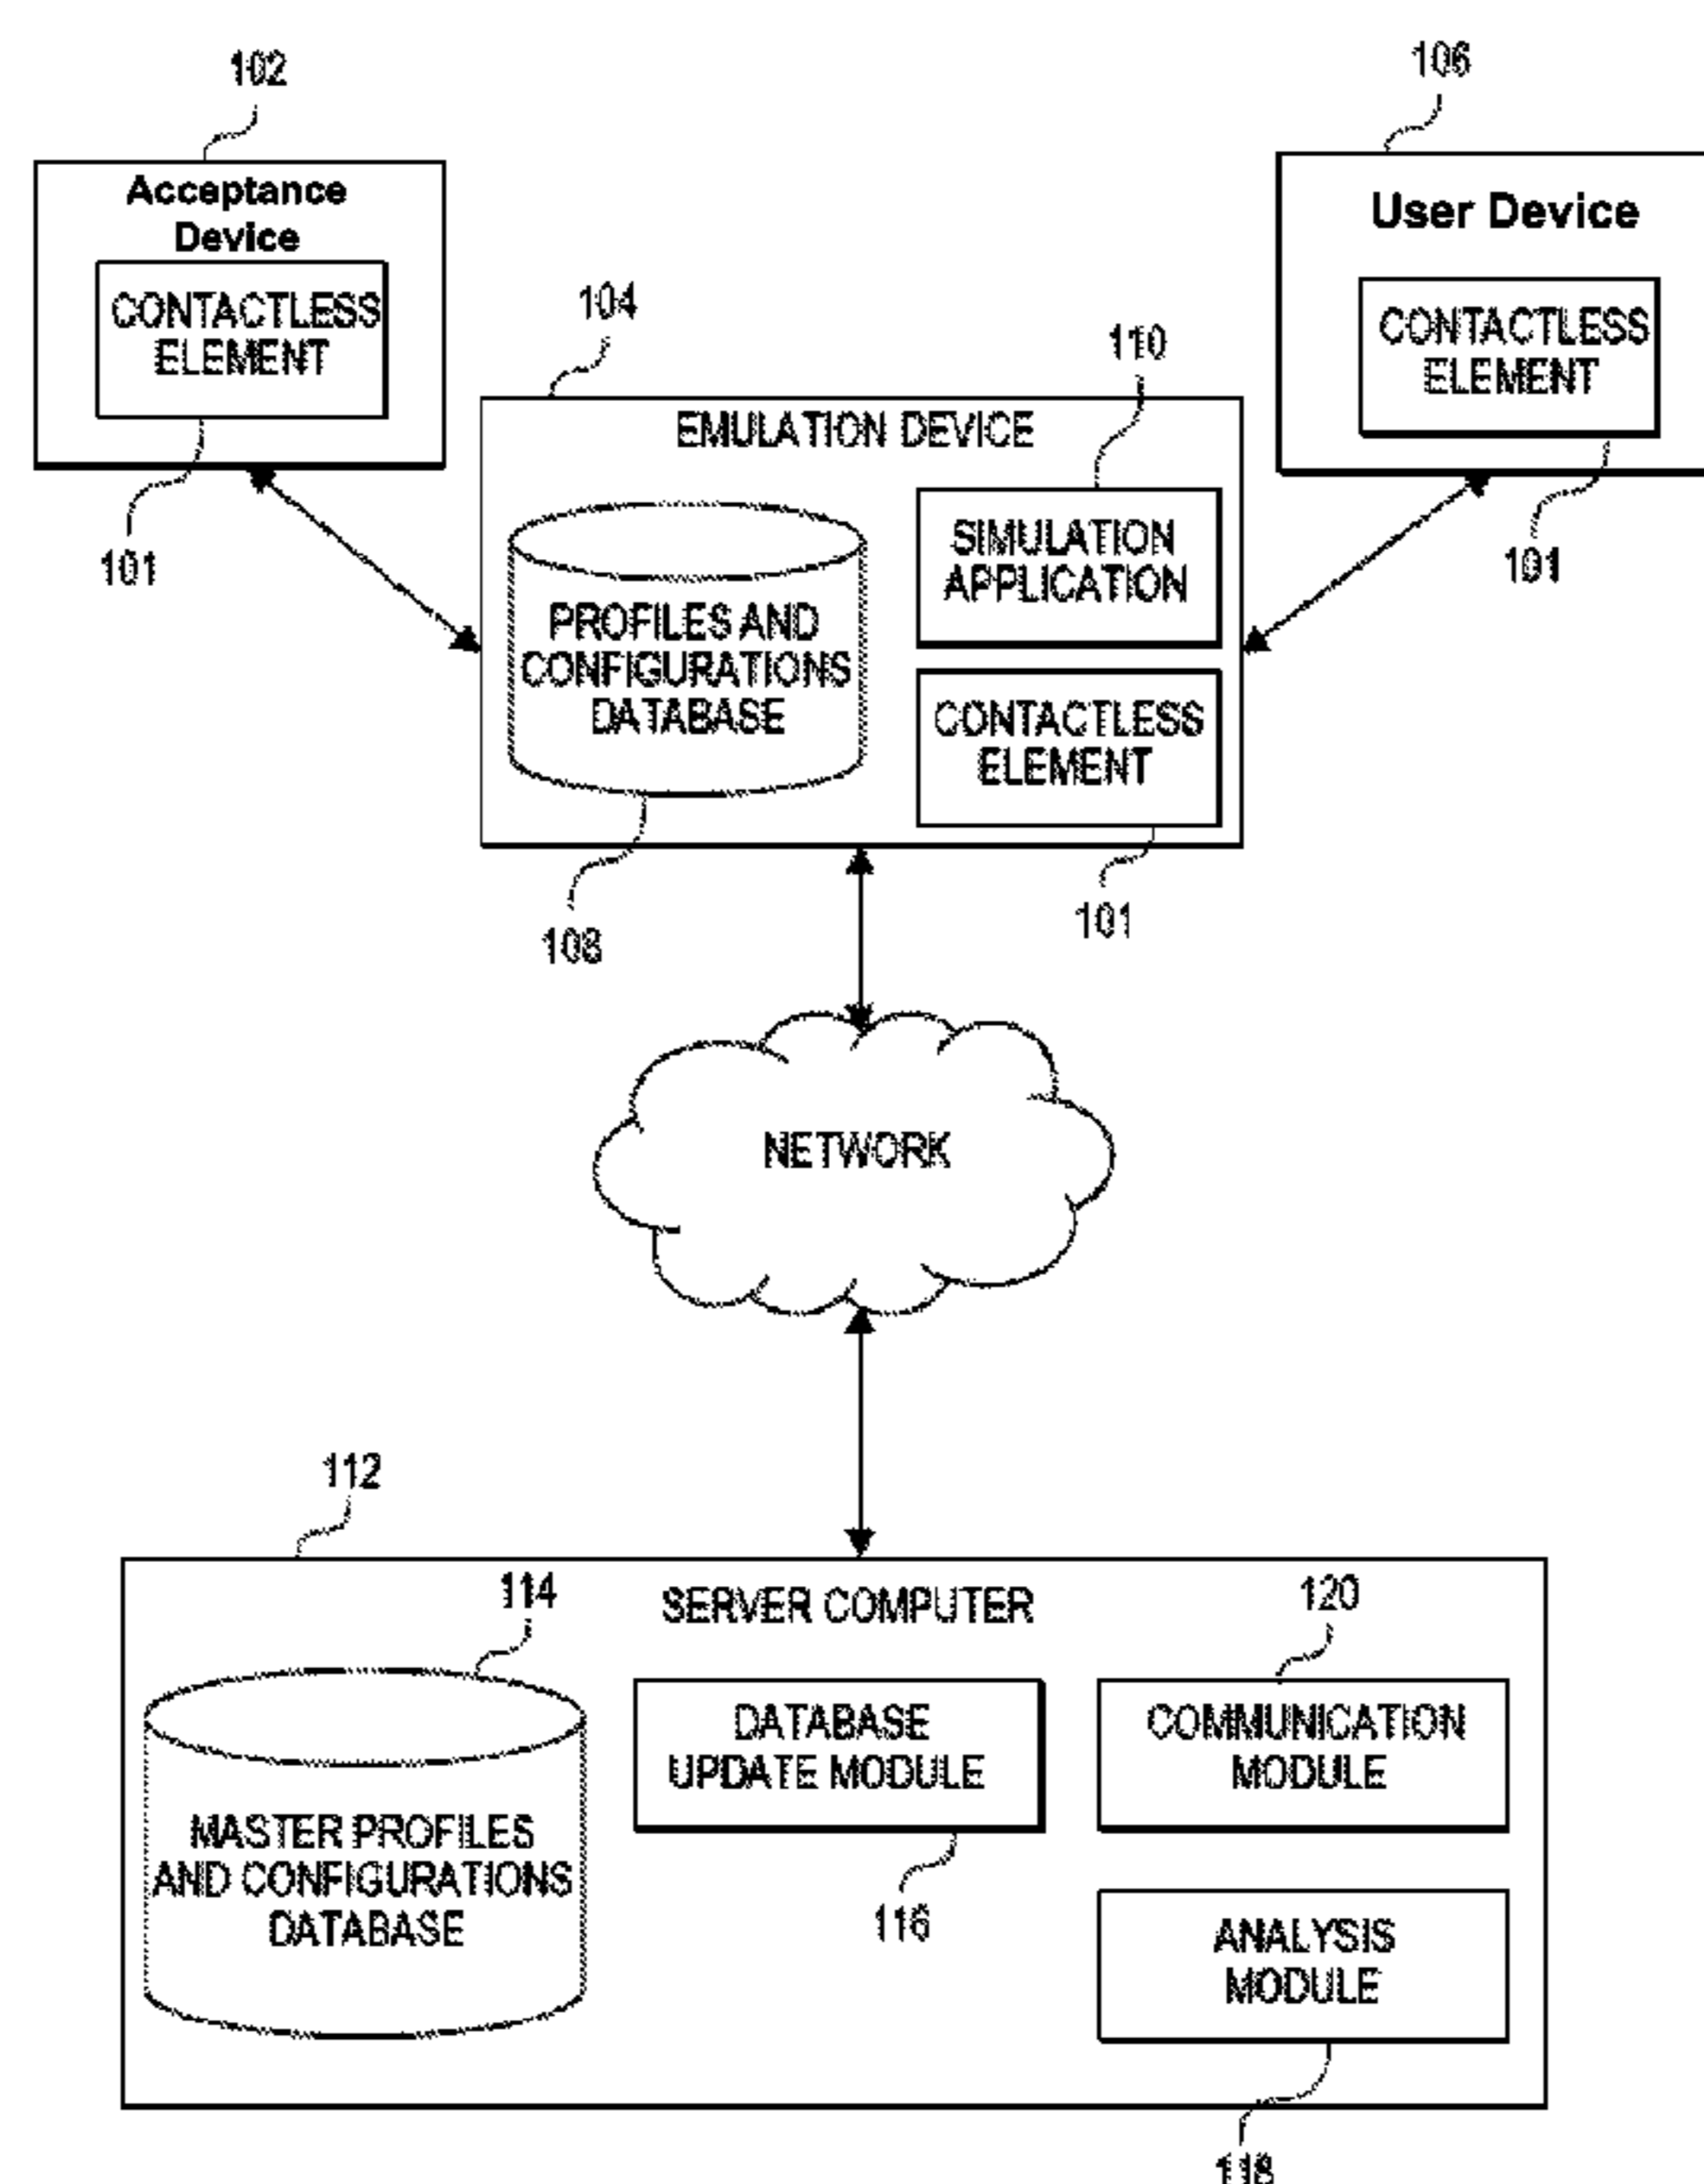 102
106
Acceptance
Device
CONTACTLESS
ELEMENT
101
User Device
CONTACTLESS
ELEMENT
101
104
110
EMULATION DEVICE
PROFILES AND
CONFIGURATIONS
DATABASE
108
SIMULATION
APPLICATION
CONTACTLESS
ELEMENT
101
NETWORK
112
SERVER COMPUTER
114
MASTER PROFILES
AND CONFIGURATIONS
DATABASE
DATABASE
UPDATE MODULE
116
120
COMMUNICATION
MODULE
ANALYSIS
MODULE
118